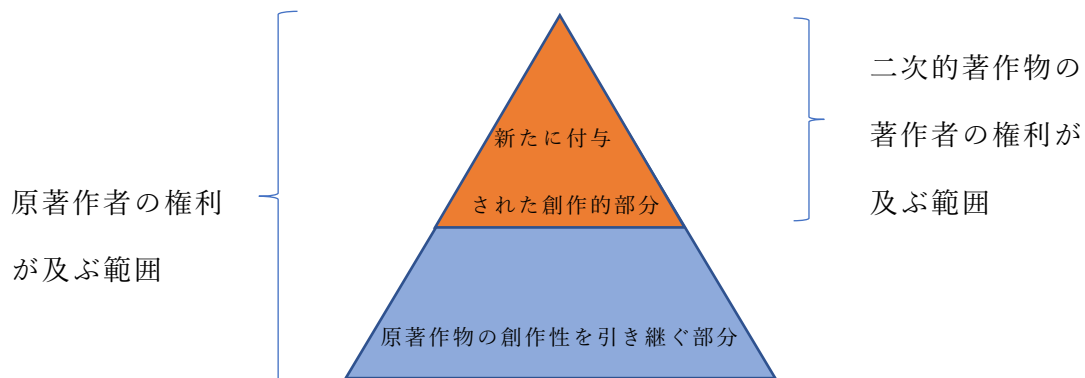 原著作者の権利
が及ぶ範囲
新たに付与
された創作的部分
原著作物の創作性を引き継ぐ部分
二次的著作物の
著作者の権利が
及ぶ範囲